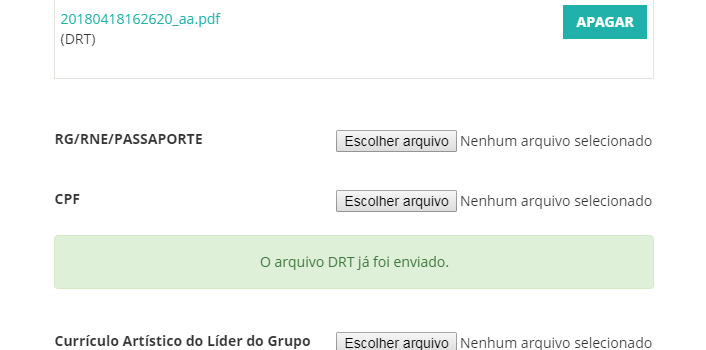 20180418162620_aa.pdf
(DRT)
APAGAR
RG/RNE/PASSAPORTE
Escolher arquivo Nenhum arquivo selecionado
CPF
Escolher arquivo Nenhum arquivo selecionado
O arquivo DRT já foi enviado.
Currículo Artístico do Líder do Grupo
Escolher arquivo Nenhum arquivo selecionado